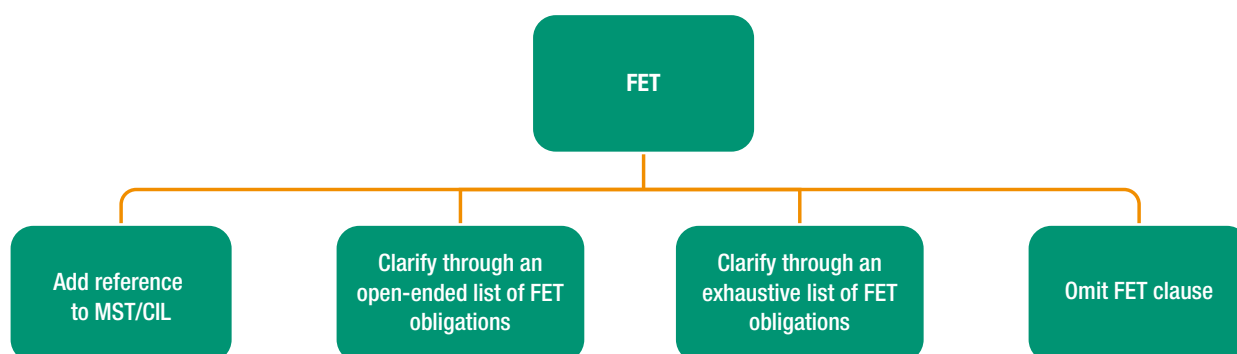 FET
Add reference
to MST/CIL
Clarify through an
open-ended list of FET
obligations
Clarify through an
exhaustive list of FET
obligations
Omit FET clause